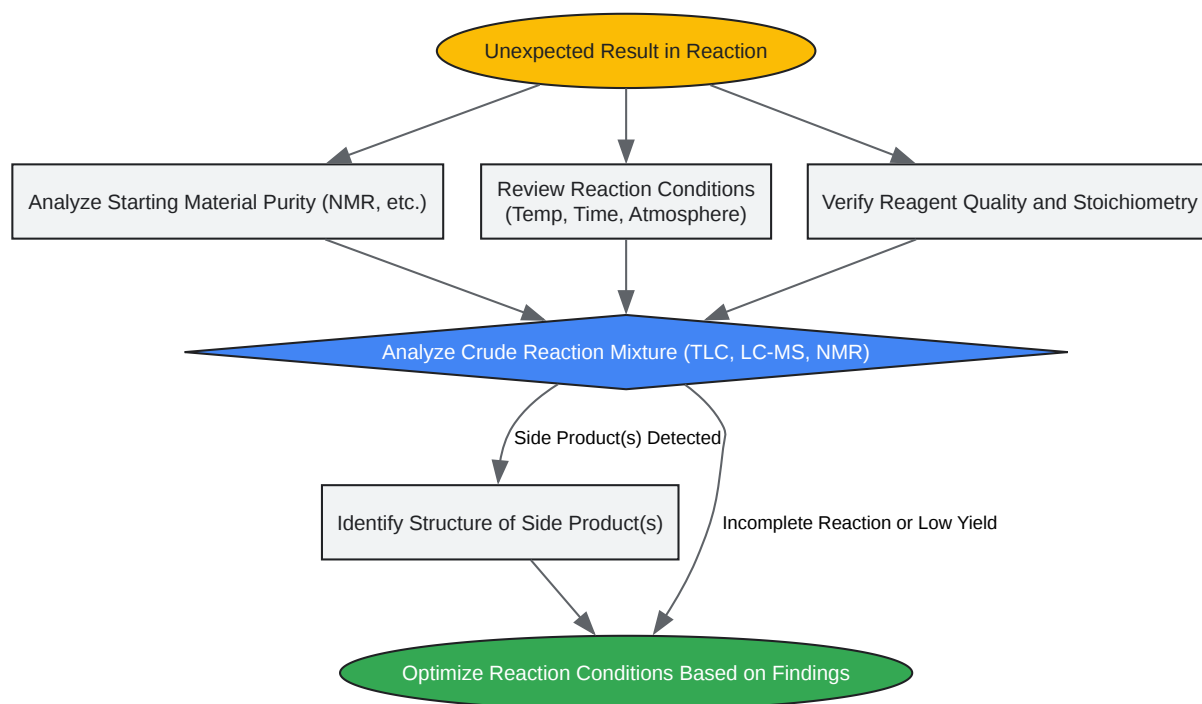 Unexpected Result in Reaction
Analyze Starting Material Purity (NMR, etc.)
Review Reaction Conditions
(Temp, Time, Atmosphere)
Verify Reagent Quality and Stoichiometry
Analyze Crude Reaction Mixture (TLC, LC-MS, NMR)
Side Product(s) Detected
Identify Structure of Side Product(s)
Incomplete Reaction or Low Yield
Optimize Reaction Conditions Based on Findings